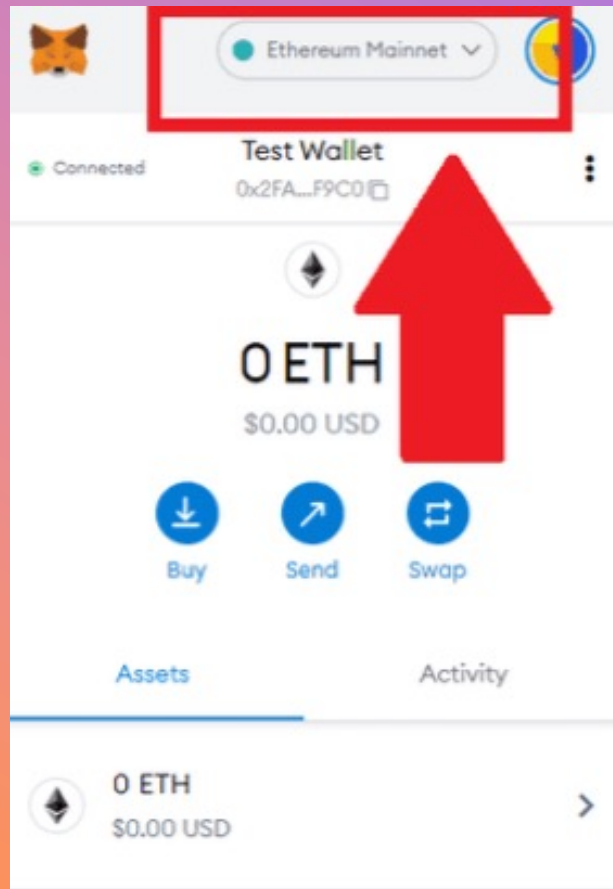 Ethereum Mainnet
Connected
Test Wallet
0x2FA...F9C0
0 ETH
$0.00 USD
Buy
Send
Swap
Assets
Activity
0 ETH
$0.00 USD